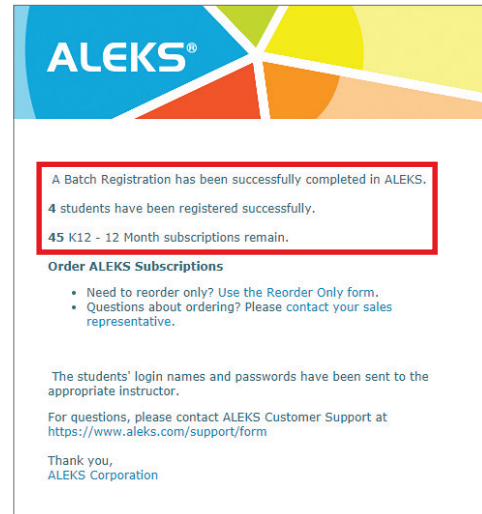 ALEKS®
A Batch Registration has been successfully completed in ALEKS.
4 students have been registered successfully.
45 K12 - 12 Month subscriptions remain.
Order ALEKS Subscriptions
• Need to reorder only? Use the Reorder Only form.
• Questions about ordering? Please contact your sales
representative.
The students' login names and passwords have been sent to the
appropriate instructor.
For questions, please contact ALEKS Customer Support at
https://www.aleks.com/support/form
Thank you,
ALEKS Corporation